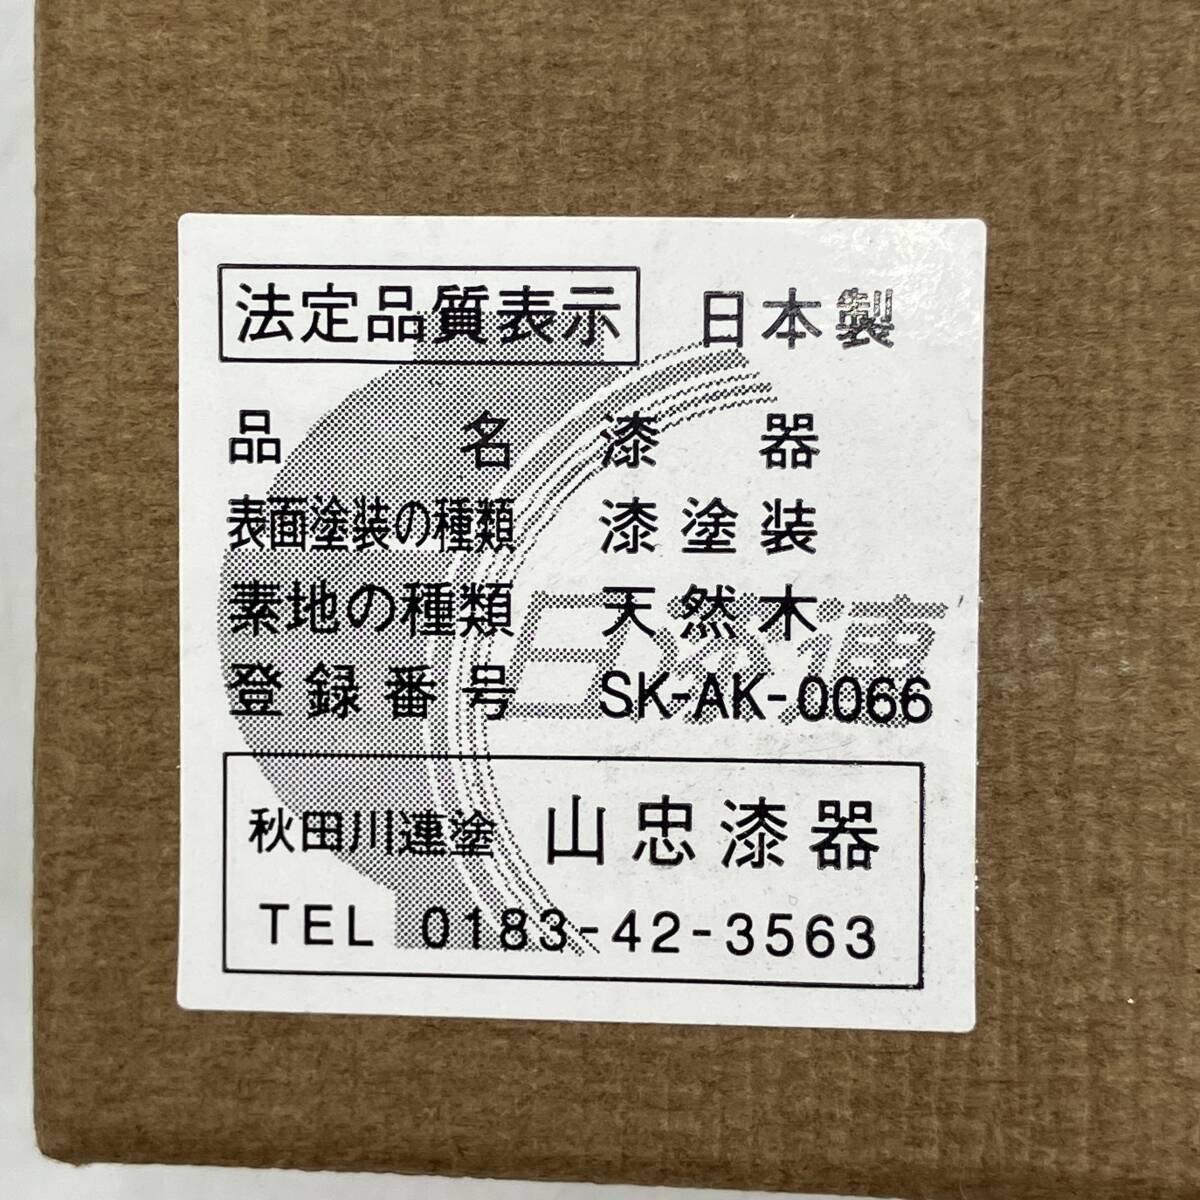 法定品質表示 日本製
品名 漆器
表面塗装の種類 漆塗装
素地の種類 天然木
登録番号 SK-AK-0066
秋田川連塗 山忠漆器
TEL 0183-42-3563